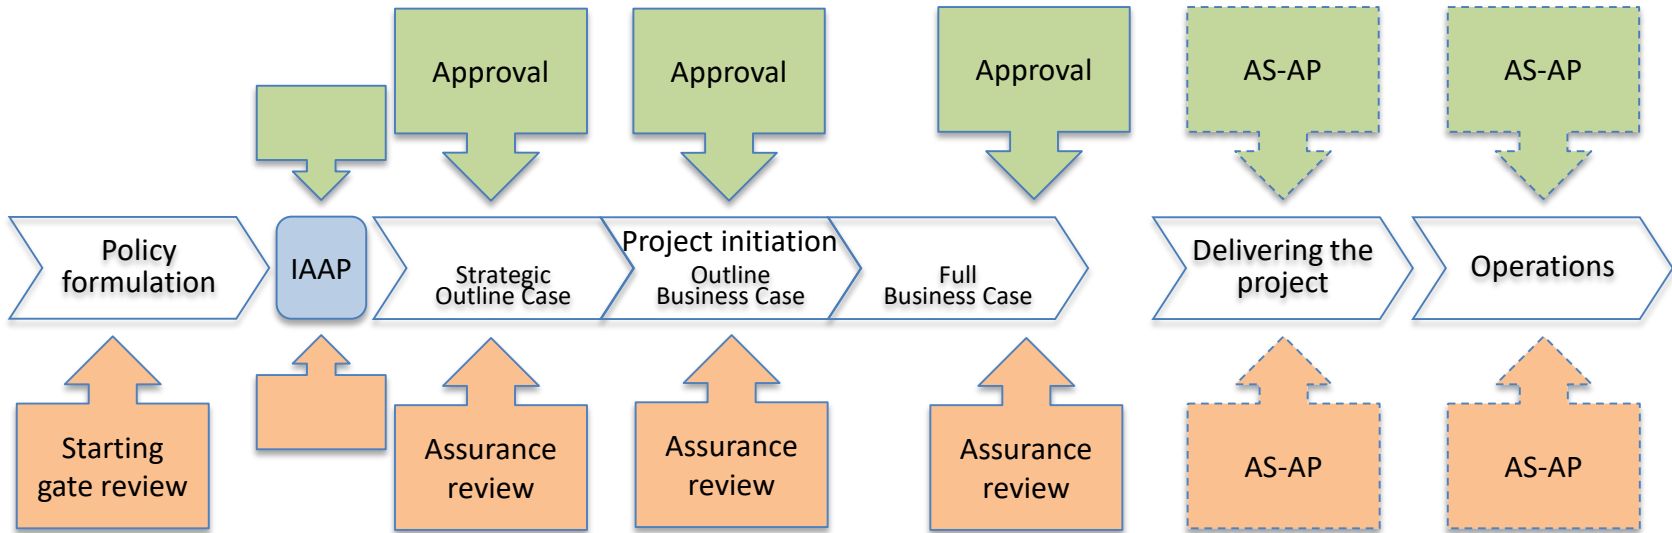 Approval
Approval
Approval
AS-AP
AS-AP
Policy
formulation
IAAP
Project initiation
Strategic
Outline Case
Outline
Business Case
Full
Business Case
Delivering the
project
Operations
Starting
gate review
Assurance
review
Assurance
review
Assurance
review
AS-AP
AS-AP